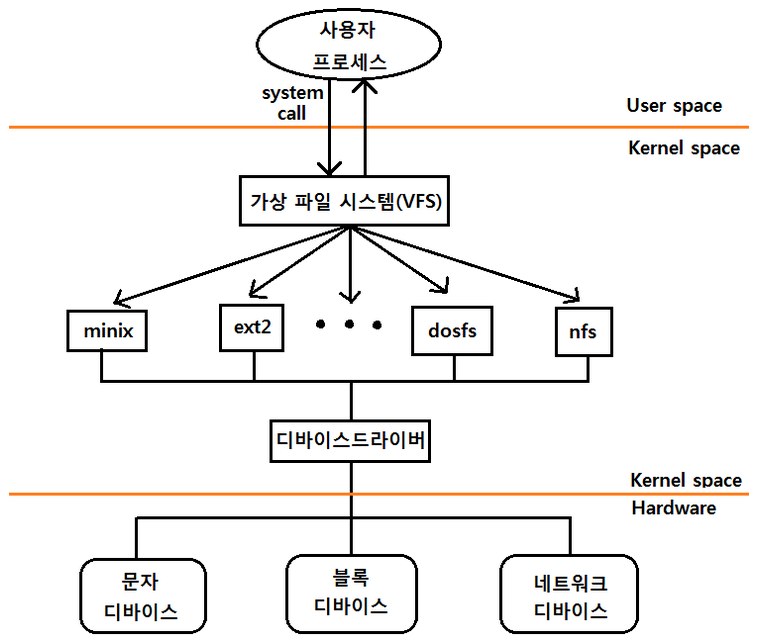 사용자
프로세스
system
call
User space
Kernel space
가상 파일 시스템(VFS)
minix
ext2
• • •
dosfs
nfs
디바이스드라이버
Kernel space
Hardware
문자
디바이스
블록
디바이스
네트워크
디바이스